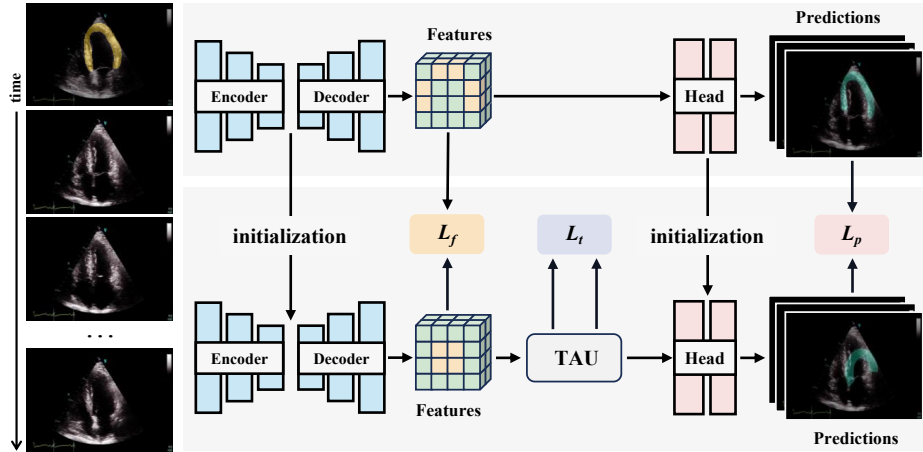 time
. . .
Encoder
Decoder
Features
Head
Predictions
initialization
L_f
L_t
initialization
L_p
Encoder
Decoder
Features
TAU
Head
Predictions